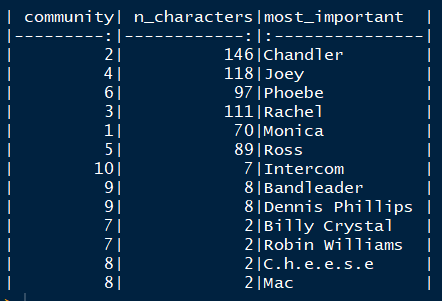 | community| n_characters|most_important |
|---------:|------------:|:---------------|
| 2| 146|Chandler |
| 4| 118|Joey |
| 6| 97|Phoebe |
| 3| 111|Rachel |
| 1| 70|Monica |
| 5| 89|Ross |
| 10| 7|Intercom |
| 9| 8|Bandleader |
| 9| 8|Dennis Phillips |
| 7| 2|Billy Crystal |
| 7| 2|Robin Williams |
| 8| 2|C.h.e.e.s.e |
| 8| 2|Mac |